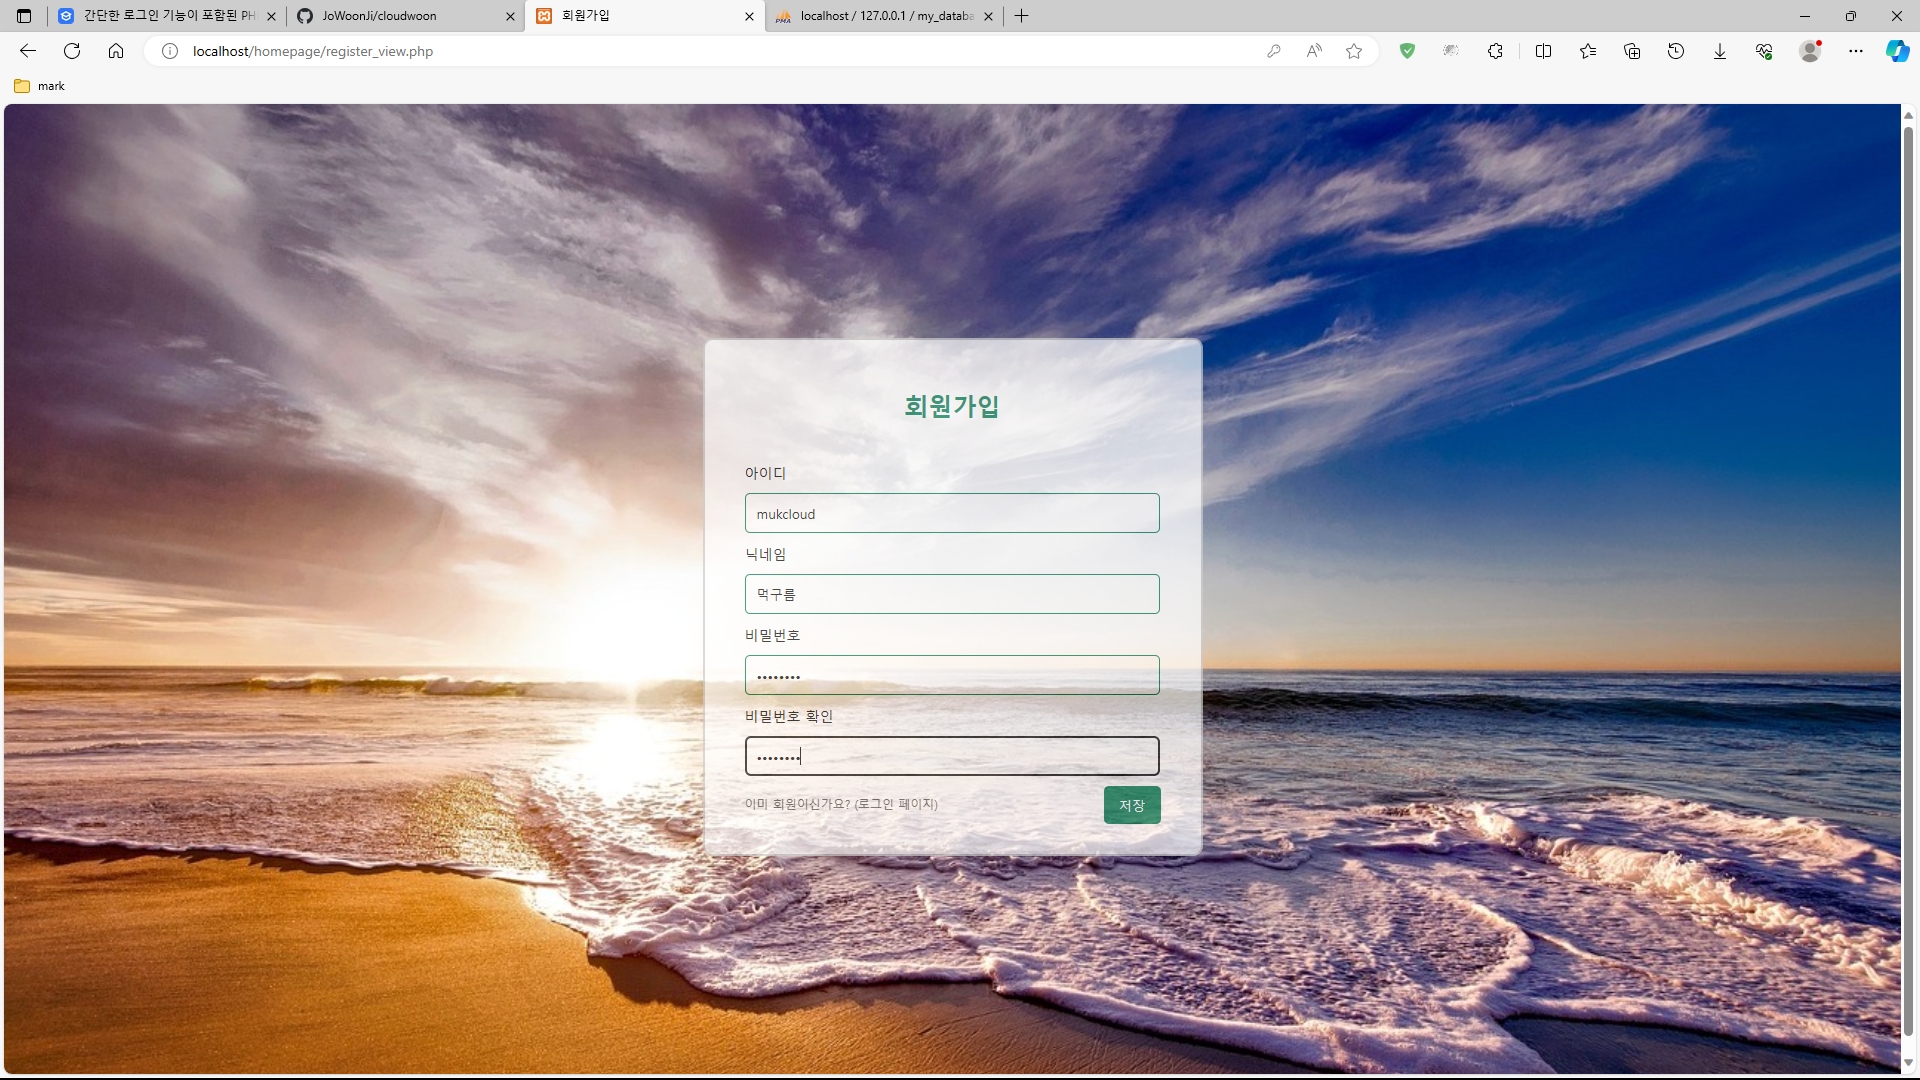 간단한 로그인 기능이 포함된 PH
JoWoonJi/cloudwoon
회원가입
localhost / 127.0.0.1 / my_databa
localhost/homepage/register_view.php
mark
회원가입
아이디
mukcloud
닉네임
먹구름
비밀번호
••••••••
비밀번호 확인
••••••••
이미 회원이신가요? (로그인 페이지)
저장